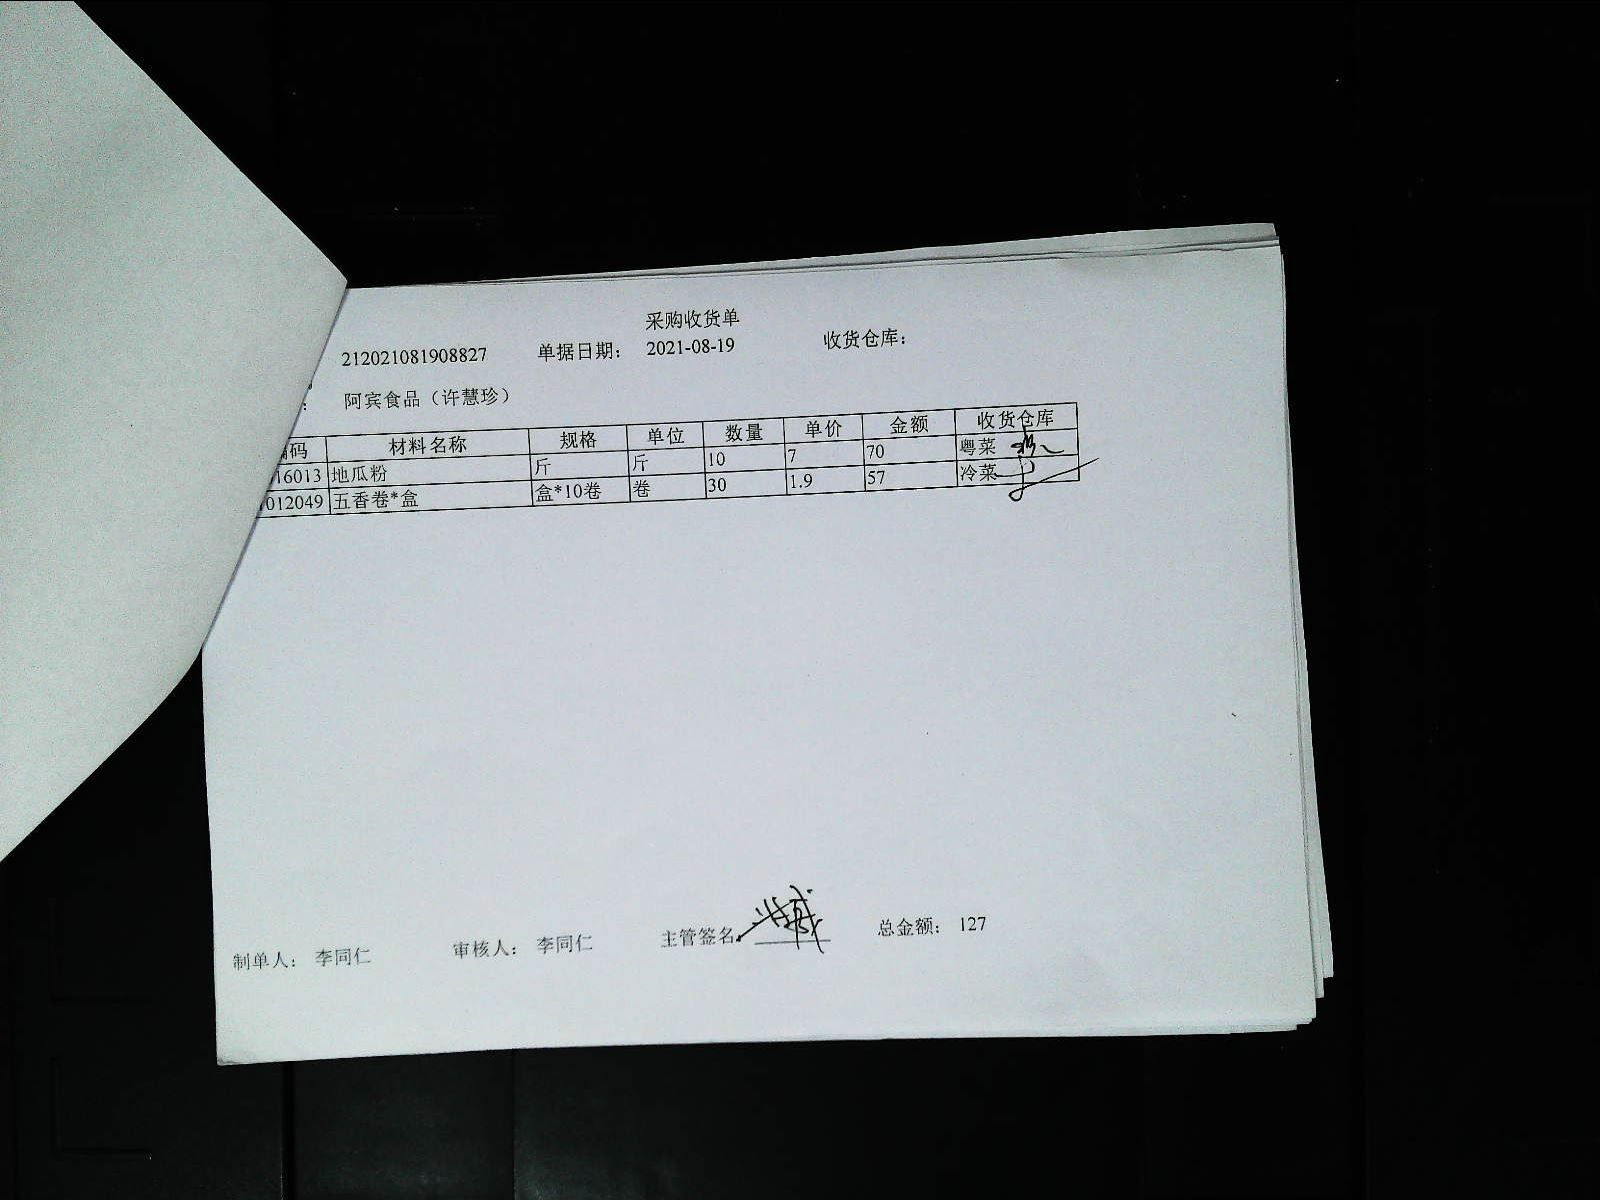 采购收货单
212021081908827 单据日期： 2021-08-19 收货仓库：
： 阿宾食品（许慧珍）
码 材料名称 规格 单位 数量 单价 金额 收货仓库
16013 地瓜粉 斤 斤 10 7 70 粤菜
012049 五香卷*盒 盒*10卷 卷 30 1.9 57 冷菜
制单人： 李同仁 审核人： 李同仁 主管签名 总金额： 127